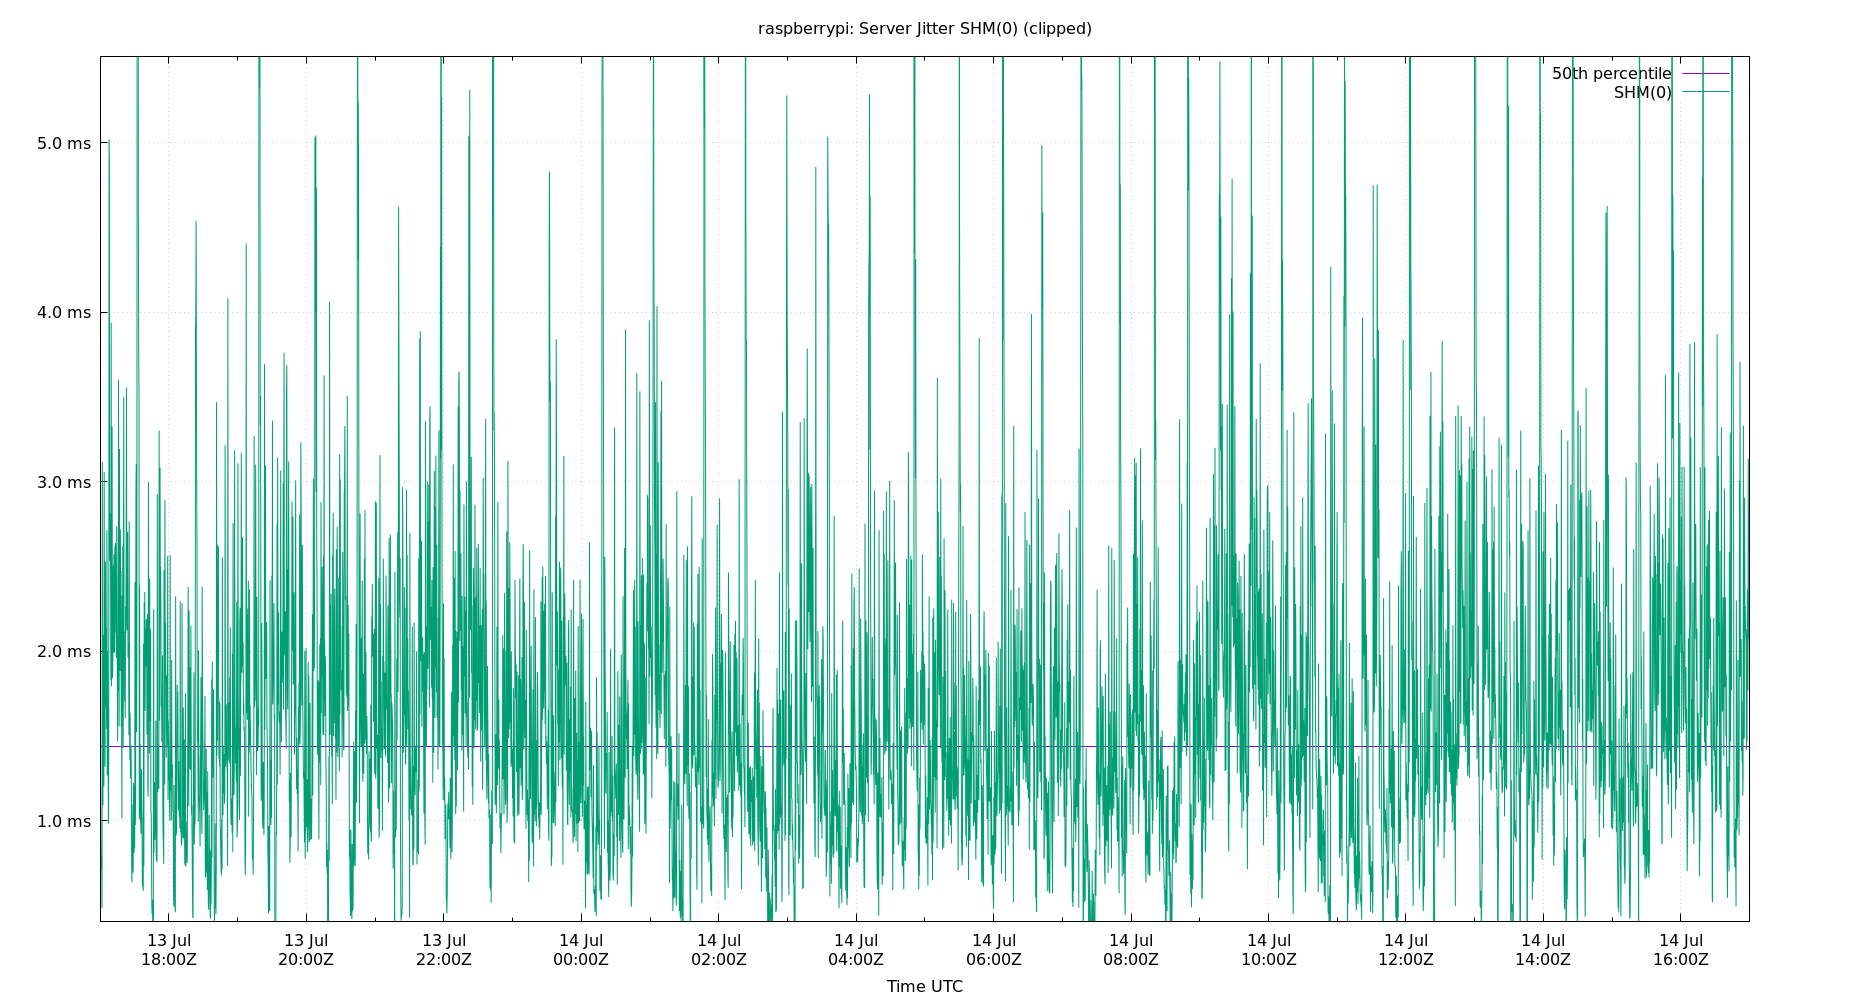 raspberrypi: Server Jitter SHM(0) (clipped)
50th percentile
SHM(0)
5.0 ms
4.0 ms
3.0 ms
2.0 ms
1.0 ms
13 Jul 13 Jul 13 Jul 14 Jul 14 Jul 14 Jul 14 Jul 14 Jul 14 Jul 14 Jul 14 Jul 14 Jul
18:00Z 20:00Z 22:00Z 00:00Z 02:00Z 04:00Z 06:00Z 08:00Z 10:00Z 12:00Z 14:00Z 16:00Z
Time UTC